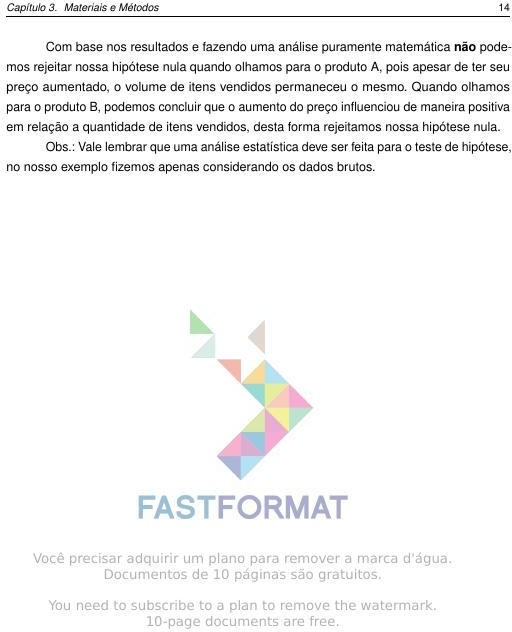 Capítulo 3. Materiais e Métodos 14
Com base nos resultados e fazendo uma análise puramente matemática não pode-
mos rejeitar nossa hipótese nula quando olhamos para o produto A, pois apesar de ter seu
preço aumentado, o volume de itens vendidos permaneceu o mesmo. Quando olhamos
para o produto B, podemos concluir que o aumento do preço influenciou de maneira positiva
em relação a quantidade de itens vendidos, desta forma rejeitamos nossa hipótese nula.
Obs.: Vale lembrar que uma análise estatística deve ser feita para o teste de hipótese,
no nosso exemplo fizemos apenas considerando os dados brutos.
FASTFORMAT
Você precisar adquirir um plano para remover a marca d'água.
Documentos de 10 páginas são gratuitos.
You need to subscribe to a plan to remove the watermark.
10-page documents are free.